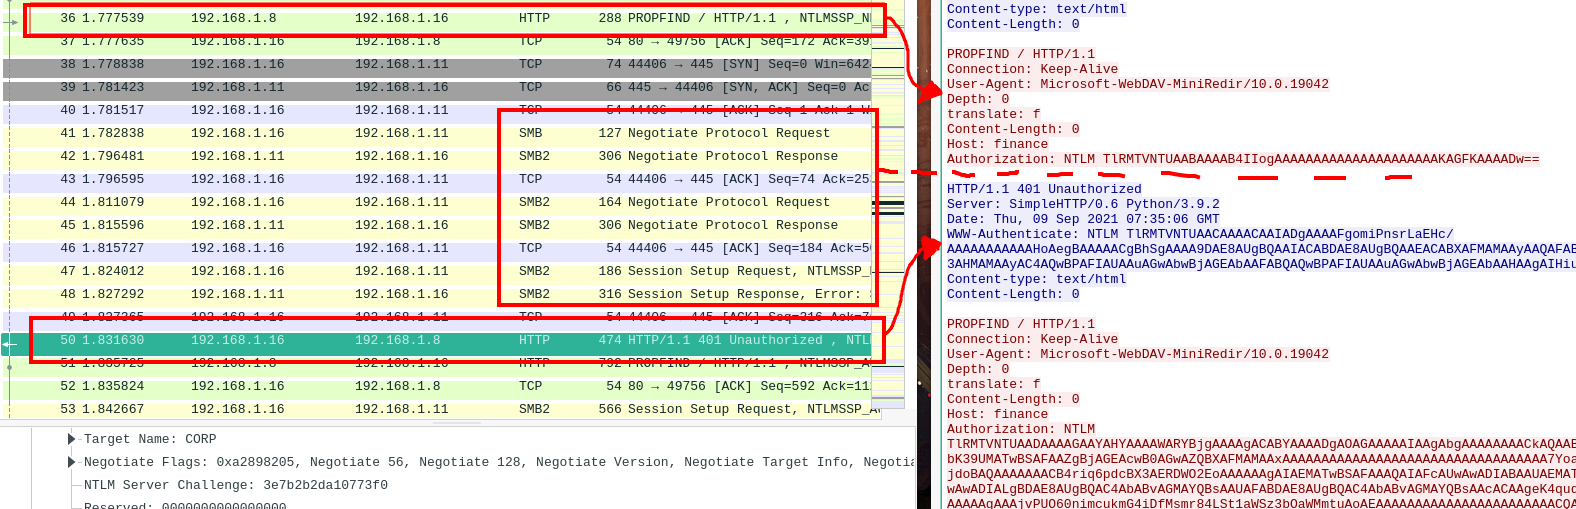 36 1.777539 192.168.1.8 192.168.1.16 HTTP 288 PROPFIND / HTTP/1.1 , NTLMSSP_N
37 1.777635 192.168.1.16 192.168.1.8 TCP 54 80 → 49756 [ACK] Seq=172 Ack=39
38 1.778838 192.168.1.16 192.168.1.11 TCP 74 44406 → 445 [SYN] Seq=0 Win=642
39 1.781423 192.168.1.11 192.168.1.16 TCP 66 445 → 44406 [SYN, ACK] Seq=0 Ac
40 1.781517 192.168.1.16 192.168.1.11 TCP 54 44406 → 445 [ACK] Seq=1 Ack=1 W
41 1.782838 192.168.1.16 192.168.1.11 SMB 127 Negotiate Protocol Request
42 1.796481 192.168.1.11 192.168.1.16 SMB2 306 Negotiate Protocol Response
43 1.796595 192.168.1.16 192.168.1.11 TCP 54 44406 → 445 [ACK] Seq=74 Ack=25
44 1.811079 192.168.1.16 192.168.1.11 SMB2 164 Negotiate Protocol Request
45 1.815596 192.168.1.11 192.168.1.16 SMB2 306 Negotiate Protocol Response
46 1.815727 192.168.1.16 192.168.1.11 TCP 54 44406 → 445 [ACK] Seq=184 Ack=5
47 1.824012 192.168.1.16 192.168.1.11 SMB2 186 Session Setup Request, NTLMSSP_
48 1.827292 192.168.1.11 192.168.1.16 SMB2 316 Session Setup Response, Error:
49 1.827365 192.168.1.16 192.168.1.11 TCP 54 44406 → 445 [ACK] Seq=316 Ack=7
50 1.831630 192.168.1.16 192.168.1.8 HTTP 474 HTTP/1.1 401 Unauthorized , NTL
51 1.835725 192.168.1.8 192.168.1.16 HTTP 792 PROPFIND / HTTP/1.1 , NTLMSSP_A
52 1.835824 192.168.1.16 192.168.1.8 TCP 54 80 → 49756 [ACK] Seq=592 Ack=11
53 1.842667 192.168.1.16 192.168.1.11 SMB2 566 Session Setup Request, NTLMSSP_A
Target Name: CORP
Negotiate Flags: 0xa2898205, Negotiate 56, Negotiate 128, Negotiate Version, Negotiate Target Info, Negotia
NTLM Server Challenge: 3e7b2b2da10773f0
Reserved: 0000000000000000
Content-type: text/html
Content-Length: 0
PROPFIND / HTTP/1.1
Connection: Keep-Alive
User-Agent: Microsoft-WebDAV-MiniRedir/10.0.19042
Depth: 0
translate: f
Content-Length: 0
Host: finance
Authorization: NTLM TlRMTVNTUAABAAAAB4IIogAAAAAAAAAAAAAAAAAAAAAKAGFKAAAADw==
HTTP/1.1 401 Unauthorized
Server: SimpleHTTP/0.6 Python/3.9.2
Date: Thu, 09 Sep 2021 07:35:06 GMT
WWW-Authenticate: NTLM TlRMTVNTUAACAAAACAAIADgAAAAFgomiPnsrLaEHc/
AAAAAAAAAAAHoAegBAAAAACgBhSgAAAA9DAE8AUgBQAAIACABDAE8AUgBQAAEACABXAFMAMAAyAAQAFAB
3AHMAMAAyAC4AQwBPAFIAUAAuAGwAbwBjAGEAbAAFABQAQwBPAFIAUAAuAGwAbwBjAGEAbAAHAAgAIHiu
Content-type: text/html
Content-Length: 0
PROPFIND / HTTP/1.1
Connection: Keep-Alive
User-Agent: Microsoft-WebDAV-MiniRedir/10.0.19042
Depth: 0
translate: f
Content-Length: 0
Host: finance
Authorization: NTLM